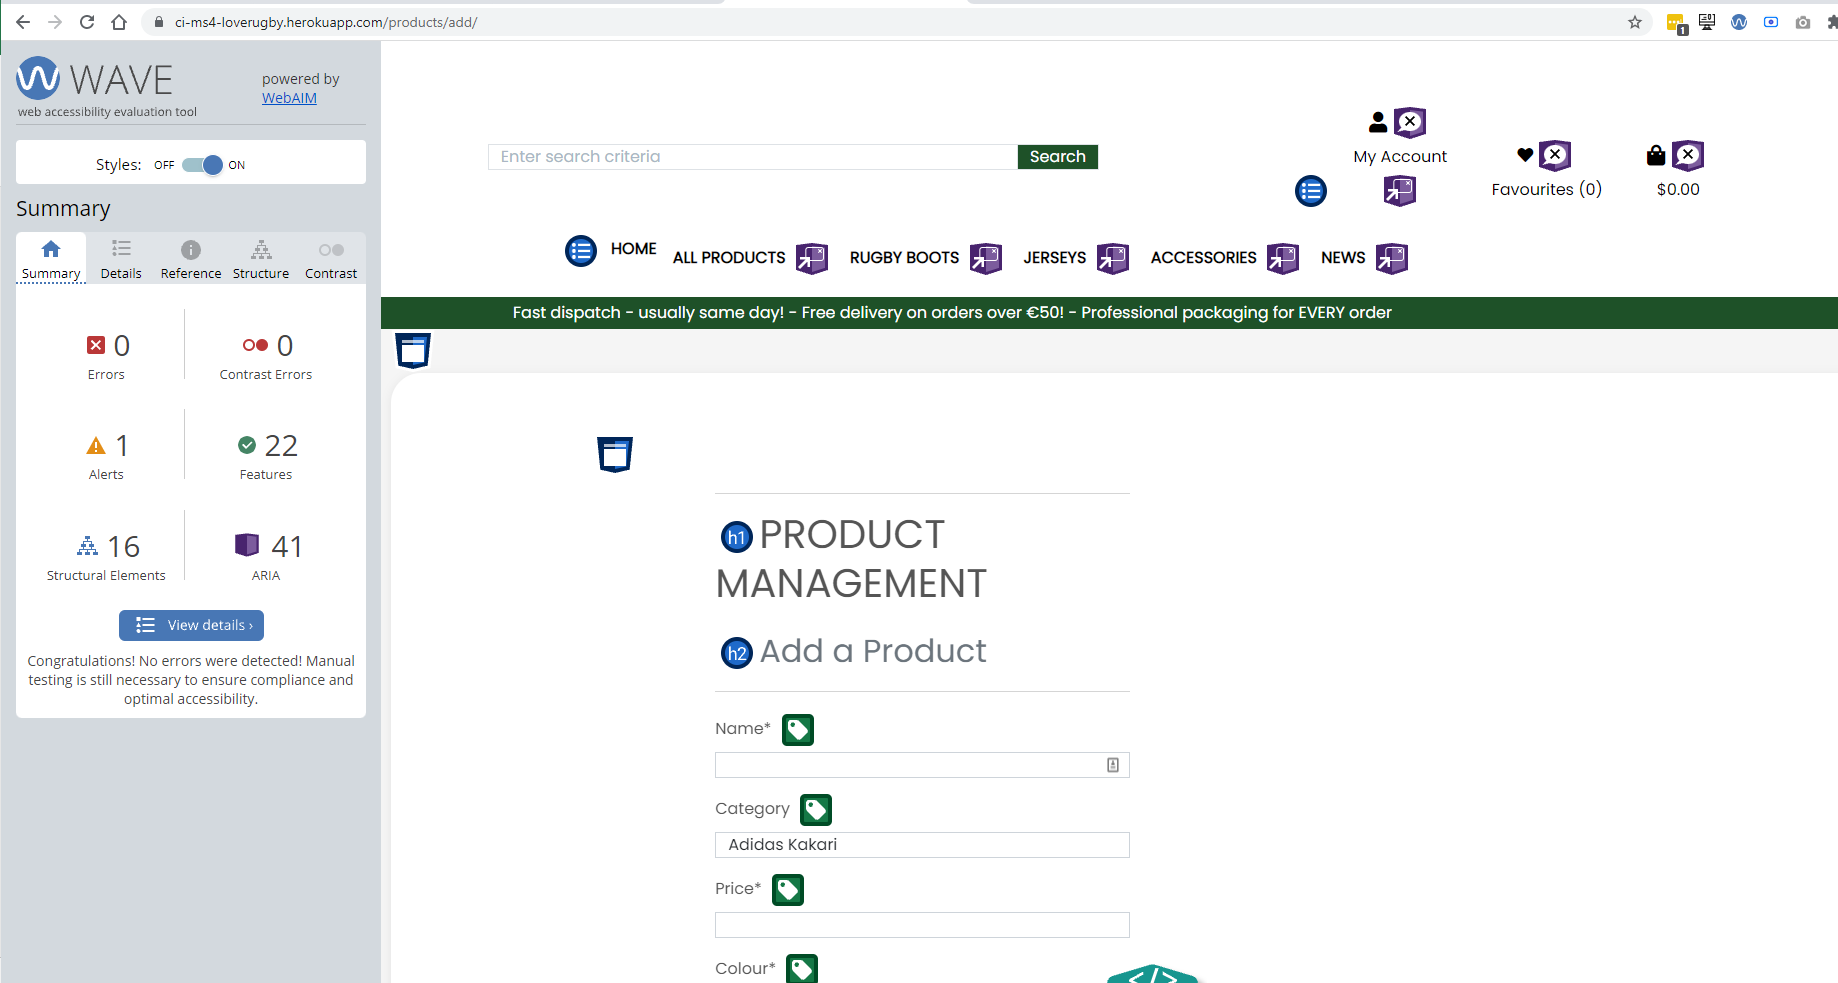 ci-ms4-loverugby.herokuapp.com/products/add/
1
WAVE
powered by
WebAIM
web accessibility evaluation tool
Styles: OFF ON
Summary
Summary Details Reference Structure Contrast
0
Errors
0
Contrast Errors
1
Alerts
22
Features
16
Structural Elements
41
ARIA
View details ›
Congratulations! No errors were detected! Manual
testing is still necessary to ensure compliance and
optimal accessibility.
Enter search criteria
Search
My Account
Favourites (0)
$0.00
HOME ALL PRODUCTS RUGBY BOOTS JERSEYS ACCESSORIES NEWS
Fast dispatch - usually same day! - Free delivery on orders over €50! - Professional packaging for EVERY order
h1 PRODUCT
MANAGEMENT
h2 Add a Product
Name*
Category
Adidas Kakari
Price*
Colour*